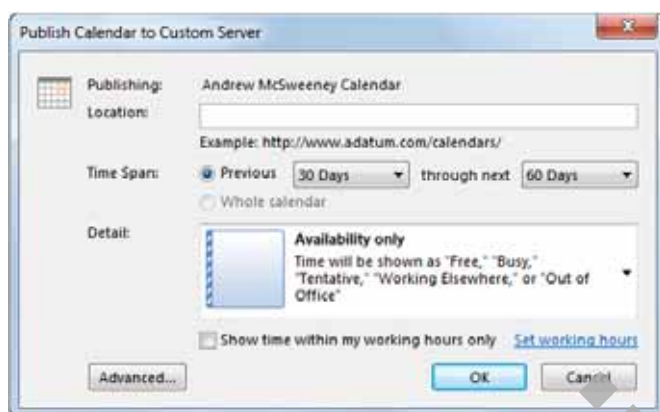 Publish Calendar to Custom Server
Publishing: Andrew McSweeney Calendar
Location:
Example: http://www.adatum.com/calendars/
Time Span: Previous 30 Days through next 60 Days
Whole calendar
Detail: Availability only
Time will be shown as "Free," "Busy,"
"Tentative," "Working Elsewhere," or "Out of
Office"
Show time within my working hours only Set working hours
Advanced... OK Cancel